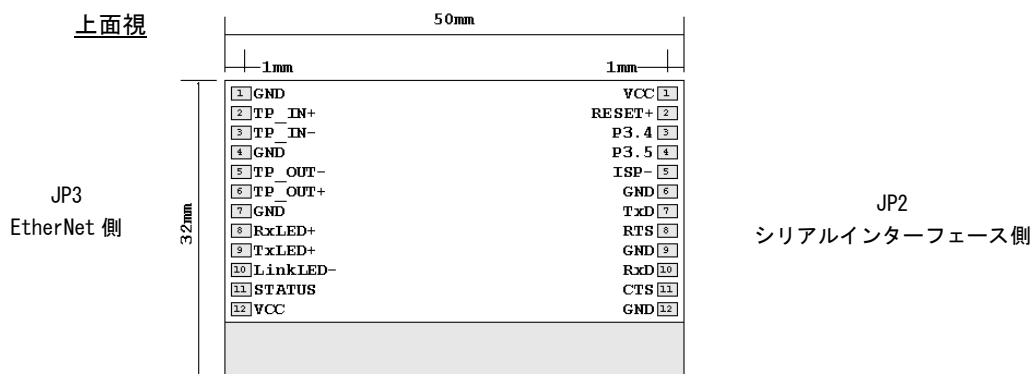 上面視
50mm
1mm 1mm
1 GND VCC 1
2 TP_IN+ RESET+ 2
3 TP_IN- P3.4 3
4 GND P3.5 4
5 TP_OUT- ISP- 5
6 TP_OUT+ GND 6
7 GND TxD 7
8 RxLED+ RTS 8
9 TxLED+ GND 9
10 LinkLED- RxD 10
11 STATUS CTS 11
12 VCC GND 12
32mm
JP3
EtherNet 側
JP2
シリアルインターフェース側